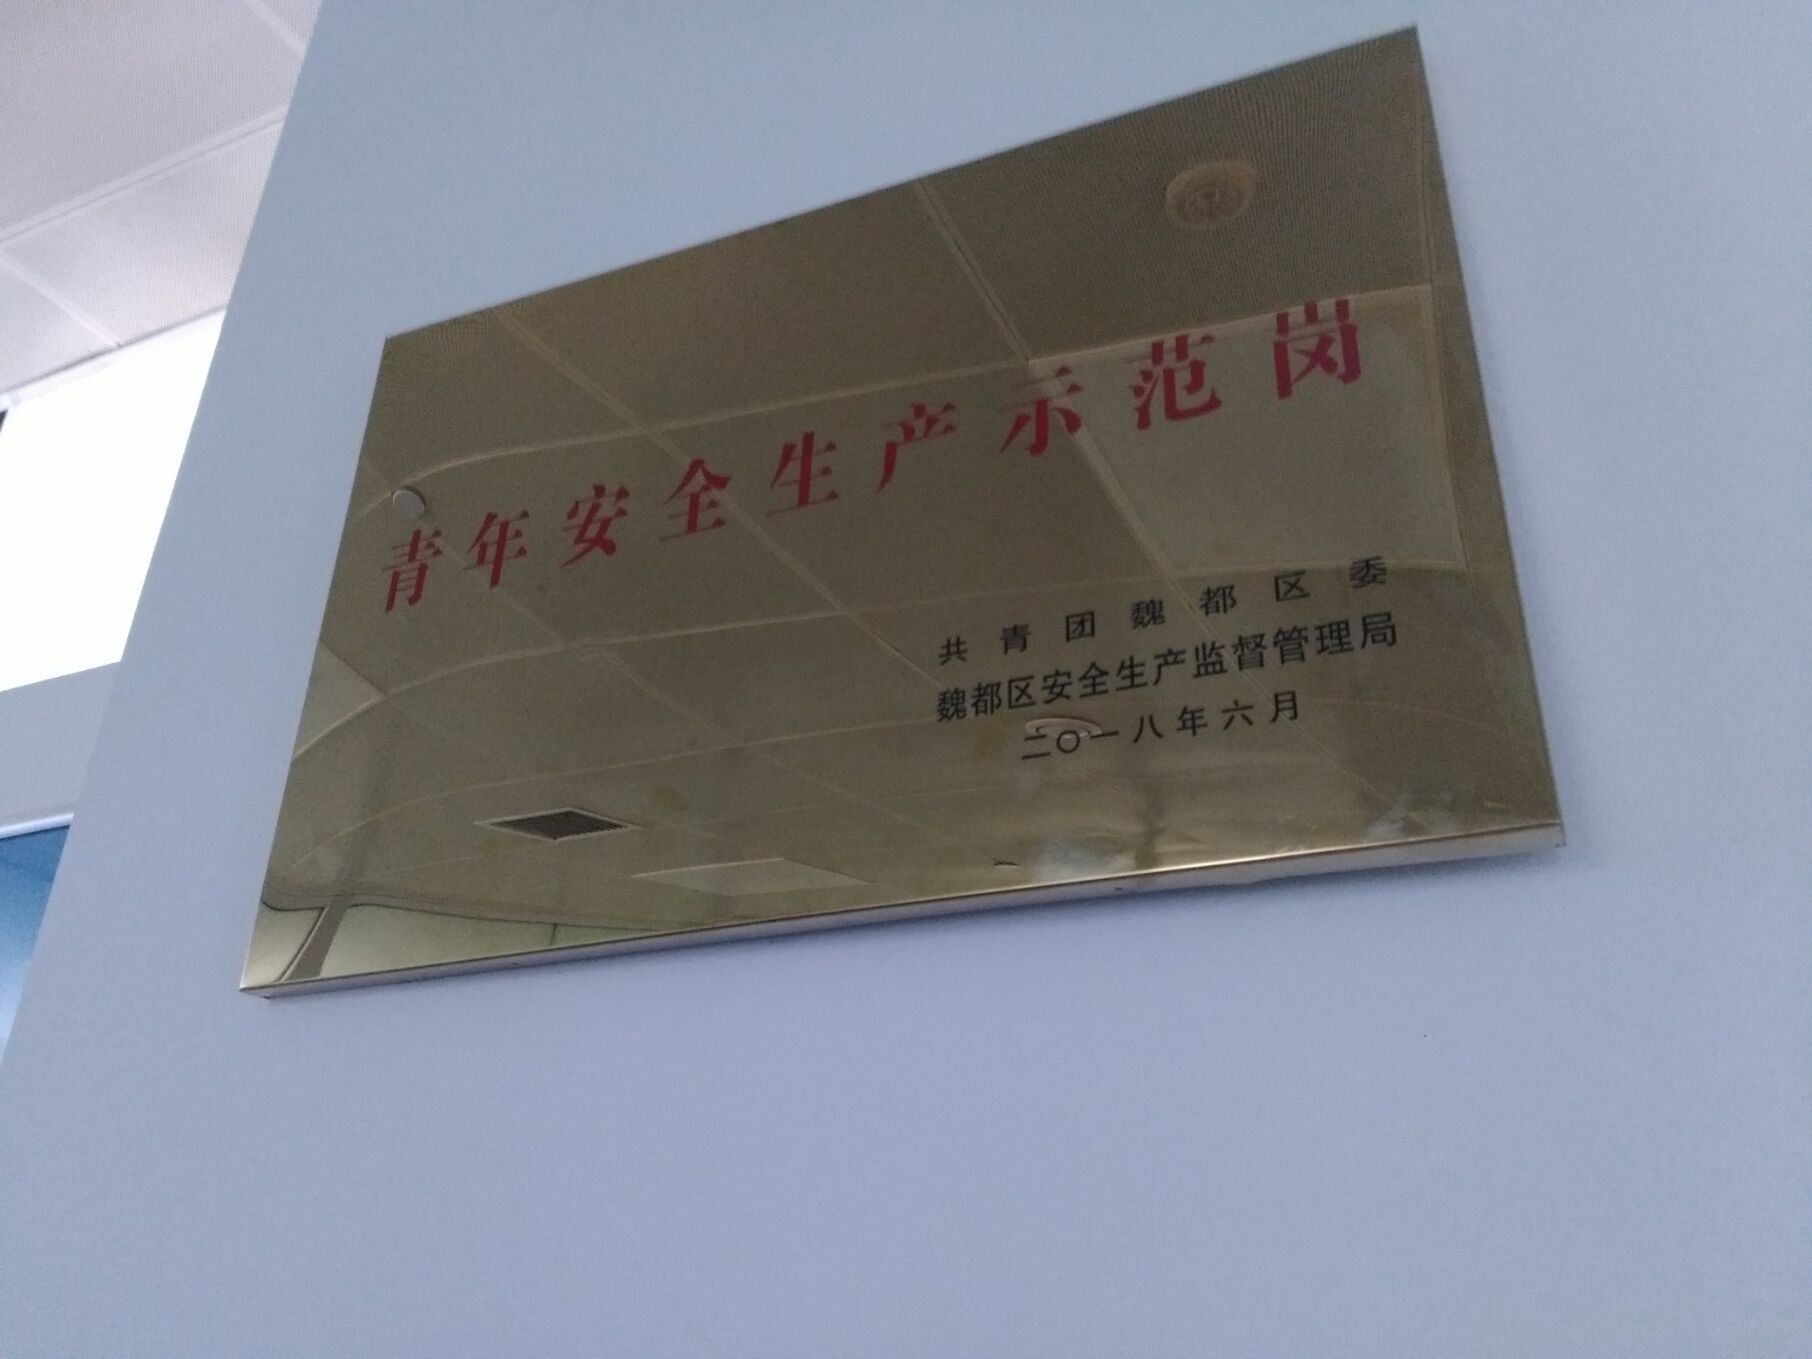 青年安全生产示范岗
共青团魏都区委
魏都区安全生产监督管理局
二〇一八年六月